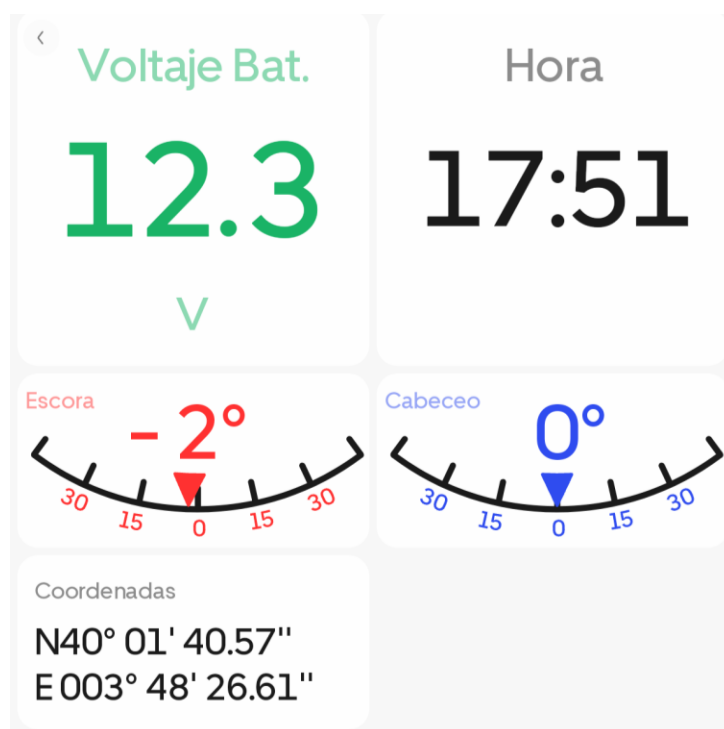 Voltaje Bat.
12.3
V
Hora
17:51
Escora
- 2°
30 15 0 15 30
Cabeceo
0°
30 15 0 15 30
Coordenadas
N40° 01' 40.57''
E 003° 48' 26.61''